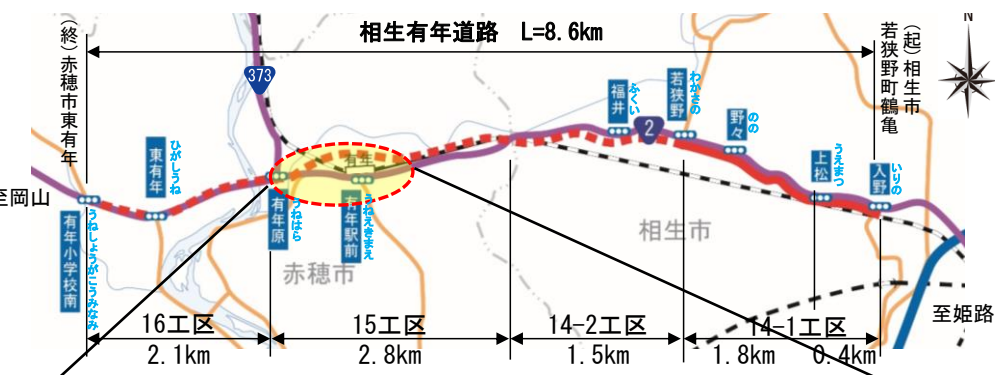 相生有年道路 L=8.6km
(終)赤穂市東有年
(起)相生市
若狭野町鶴亀
N
373
2
福井
ふくい
若狭野
わかさの
野々
のの
上松
うえまつ
入野
いりの
東有年
ひがしうね
有年
有年原
うねはら
有年駅前
うねえきまえ
有年小学校南
うねしょうがこうみなみ
至岡山
赤穂市
相生市
至姫路
16工区
15工区
14-2工区
14-1工区
2.1km
2.8km
1.5km
1.8km
0.4km